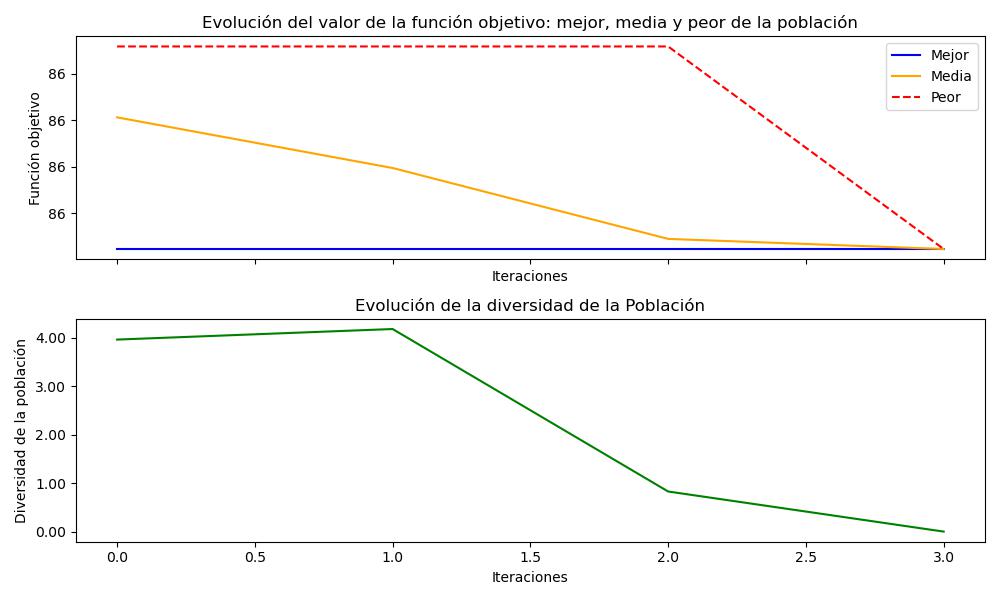 Evolución del valor de la función objetivo: mejor, media y peor de la población
Función objetivo
86
86
86
86
Mejor
Media
Peor
Iteraciones
Evolución de la diversidad de la Población
Diversidad de la población
4.00
3.00
2.00
1.00
0.00
0.0 0.5 1.0 1.5 2.0 2.5 3.0
Iteraciones